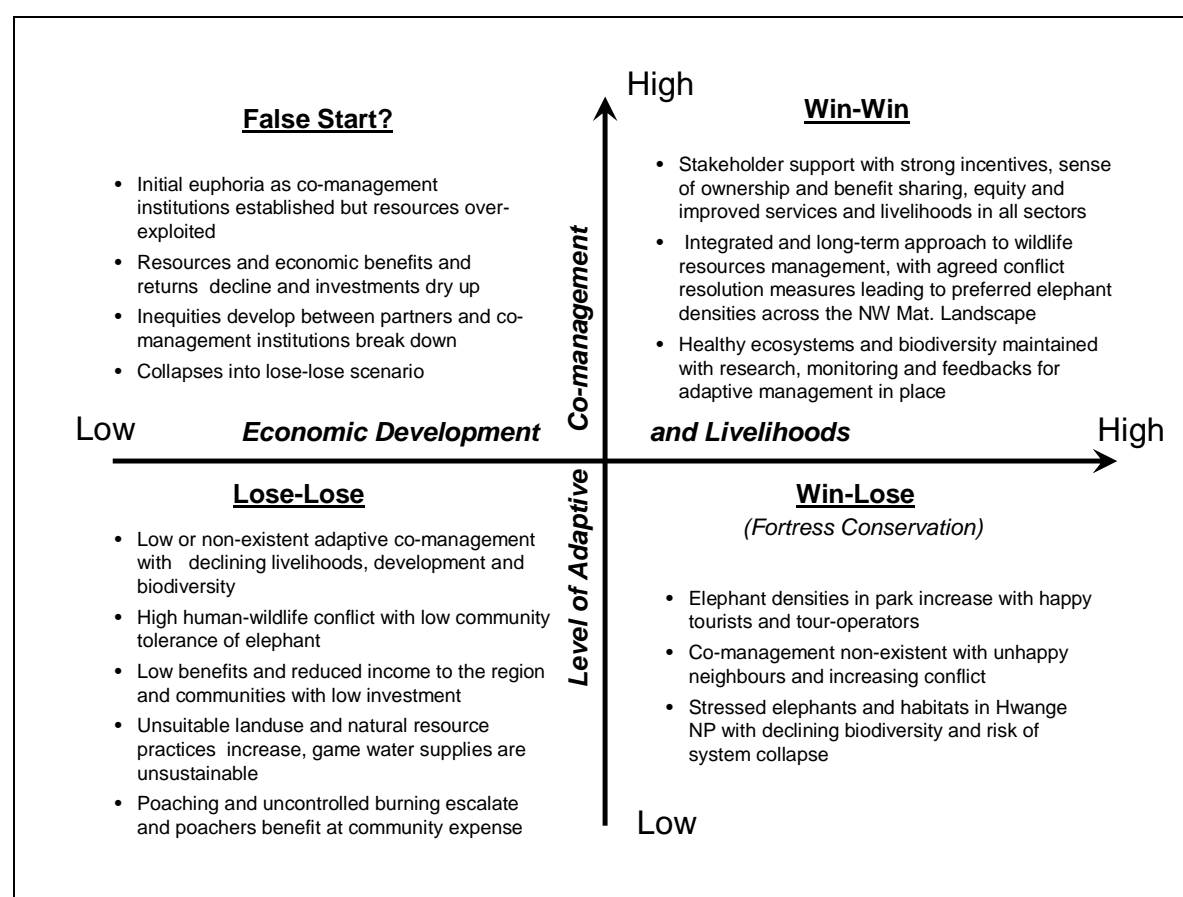 High
False Start?
• Initial euphoria as co-management
institutions established but resources over-
exploited
• Resources and economic benefits and
returns decline and investments dry up
• Inequities develop between partners and co-
management institutions break down
• Collapses into lose-lose scenario
Win-Win
• Stakeholder support with strong incentives, sense
of ownership and benefit sharing, equity and
improved services and livelihoods in all sectors
• Integrated and long-term approach to wildlife
resources management, with agreed conflict
resolution measures leading to preferred elephant
densities across the NW Mat. Landscape
• Healthy ecosystems and biodiversity maintained
with research, monitoring and feedbacks for
adaptive management in place
Level of Adaptive Co-management
Low
Economic Development and Livelihoods
High
Lose-Lose
• Low or non-existent adaptive co-management
with declining livelihoods, development and
biodiversity
• High human-wildlife conflict with low community
tolerance of elephant
• Low benefits and reduced income to the region
and communities with low investment
• Unsuitable landuse and natural resource
practices increase, game water supplies are
unsustainable
• Poaching and uncontrolled burning escalate
and poachers benefit at community expense
Win-Lose
(Fortress Conservation)
• Elephant densities in park increase with happy
tourists and tour-operators
• Co-management non-existent with unhappy
neighbours and increasing conflict
• Stressed elephants and habitats in Hwange
NP with declining biodiversity and risk of
system collapse
Low